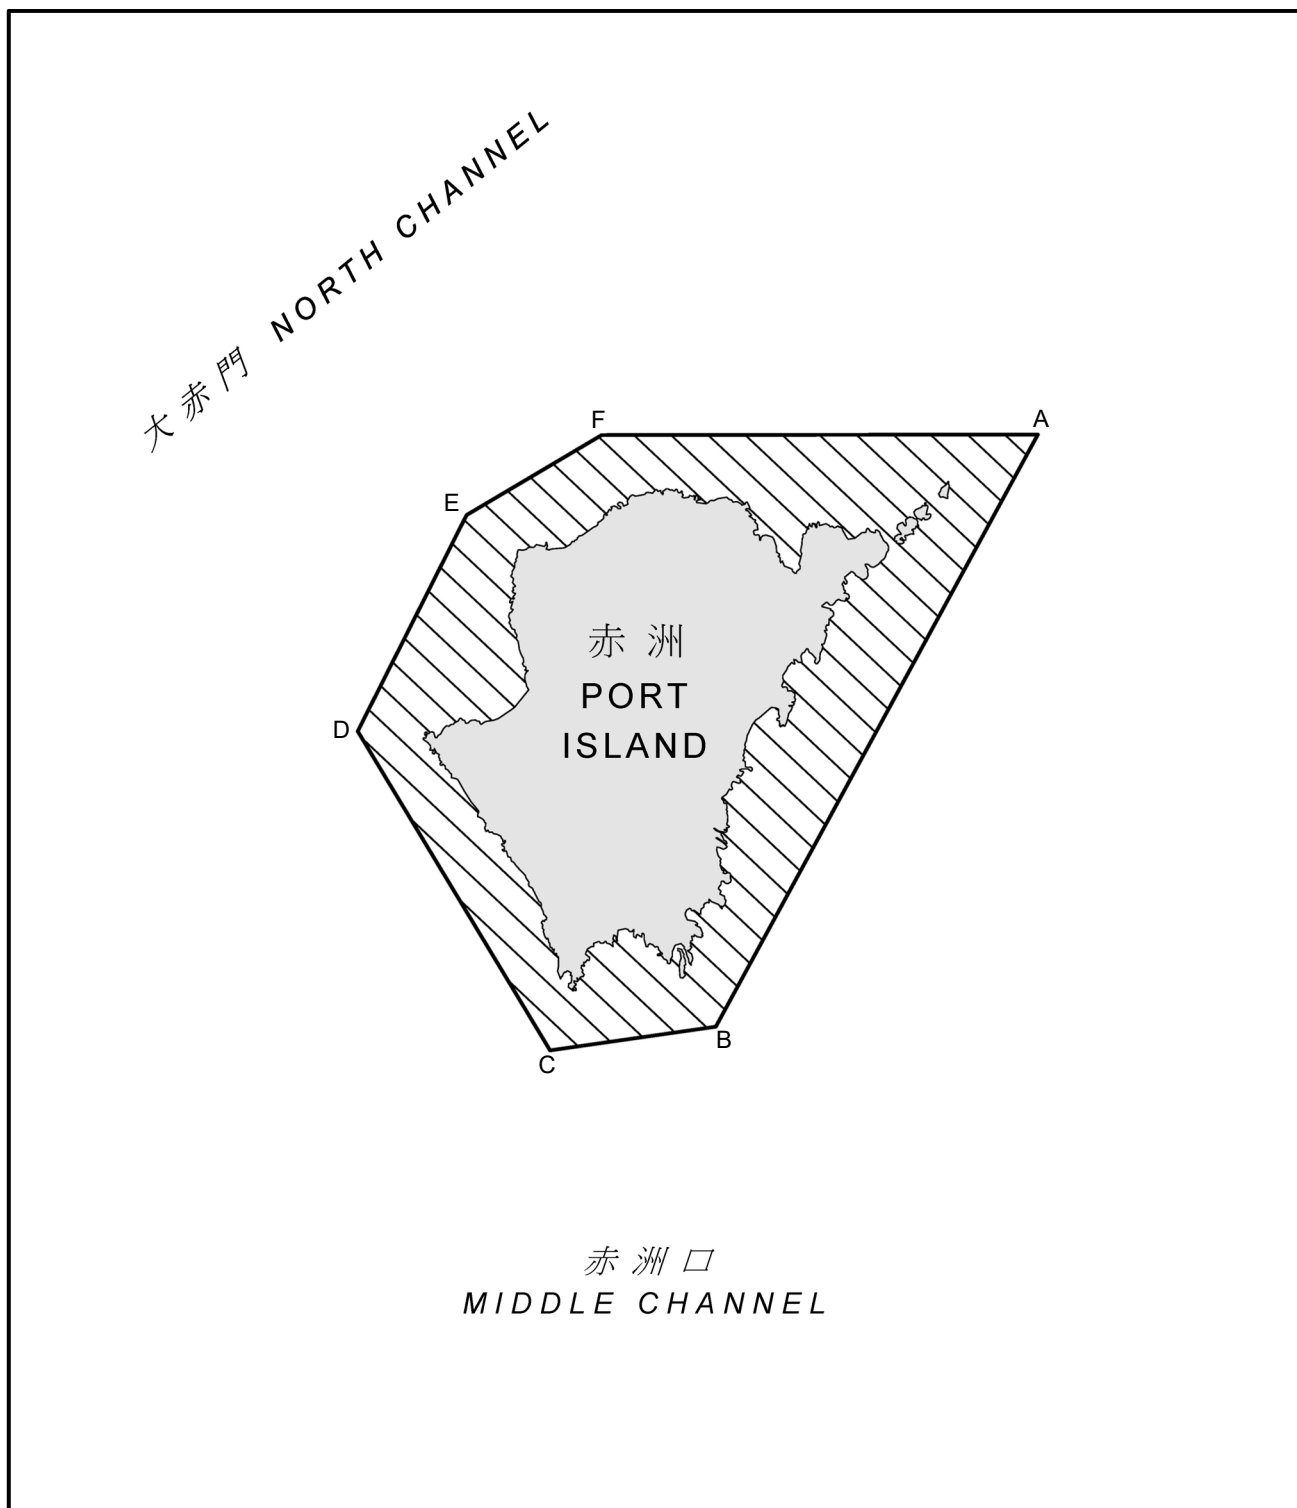 大赤門 NORTH CHANNEL
F
A
E
赤洲
PORT
ISLAND
D
B
C
赤洲口
MIDDLE CHANNEL